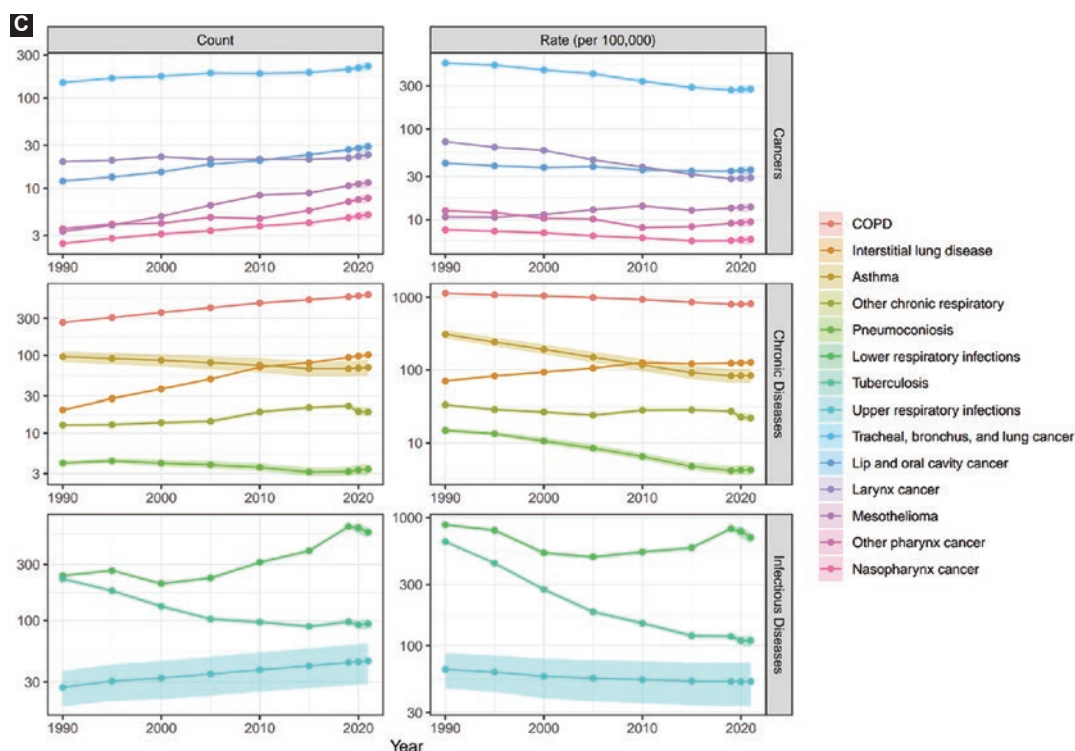 C
Count
Rate (per 100,000)
300
100
30
10
3
1990
2000
2010
2020
300
100
30
10
1990
2000
2010
2020
Cancers
300
100
30
10
3
1990
2000
2010
2020
1000
100
10
1990
2000
2010
2020
Chronic Diseases
300
100
30
1990
2000
2010
2020
1000
300
100
30
1990
2000
2010
2020
Infectious Diseases
Year
COPD
Interstitial lung disease
Asthma
Other chronic respiratory
Pneumoconiosis
Lower respiratory infections
Tuberculosis
Upper respiratory infections
Tracheal, bronchus, and lung cancer
Lip and oral cavity cancer
Larynx cancer
Mesothelioma
Other pharynx cancer
Nasopharynx cancer